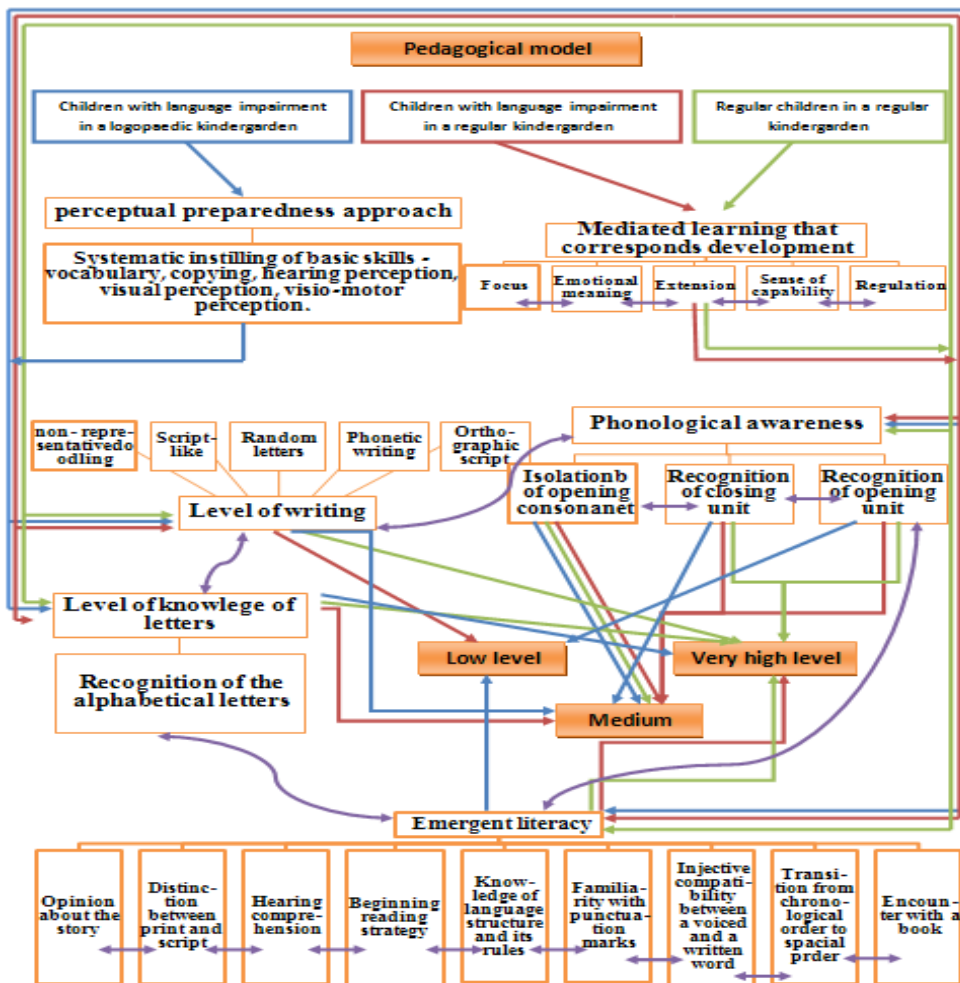 Pedagogical model
Children with language impairment
in a logopaedic kindergarden
Children with language impairment
in a regular kindergarden
Regular children in a regular
kindergarden
perceptual preparedness approach
Systematic instilling of basic skills -
vocabulary, copying, hearing perception,
visual perception, visio-motor
perception.
Mediated learning that
corresponds development
Focus
Emotional
meaning
Extension
Sense of
capability
Regulation
non- repre-
sentativedo
odling
Script-
like
Random
letters
Phonetic
writing
Ortho-
graphic
script
Level of writing
Phonological awareness
Isolationb
of opening
consonanet
Recognition
of closing
unit
Recognition
of opening
unit
Level of knowlege of
letters
Recognition of the
alphabetical letters
Low level
Very high level
Medium
Emergent literacy
Opinion
about the
story
Distinc-
tion
between
print and
script
Hearing
compre-
hension
Beginning
reading
strategy
Know-
ledge of
language
structure
and its
rules
Familia-
rity with
punctua-
tion
marks
Injective
compati-
bility
between
a voiced
and a
written
word
Transi-
tion from
chrono-
logical
order to
spacial
prder
Encoun-
ter with a
book